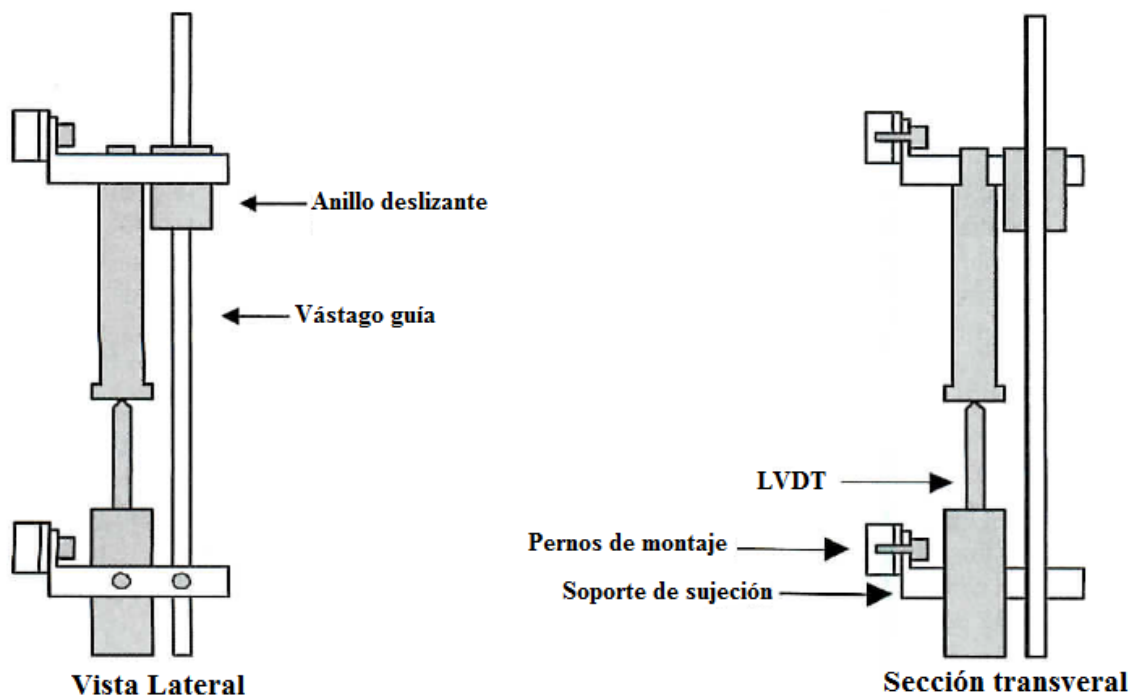 Anillo deslizante
Vástago guía
Vista Lateral
LVDT
Pernos de montaje
Soporte de sujeción
Sección transveral